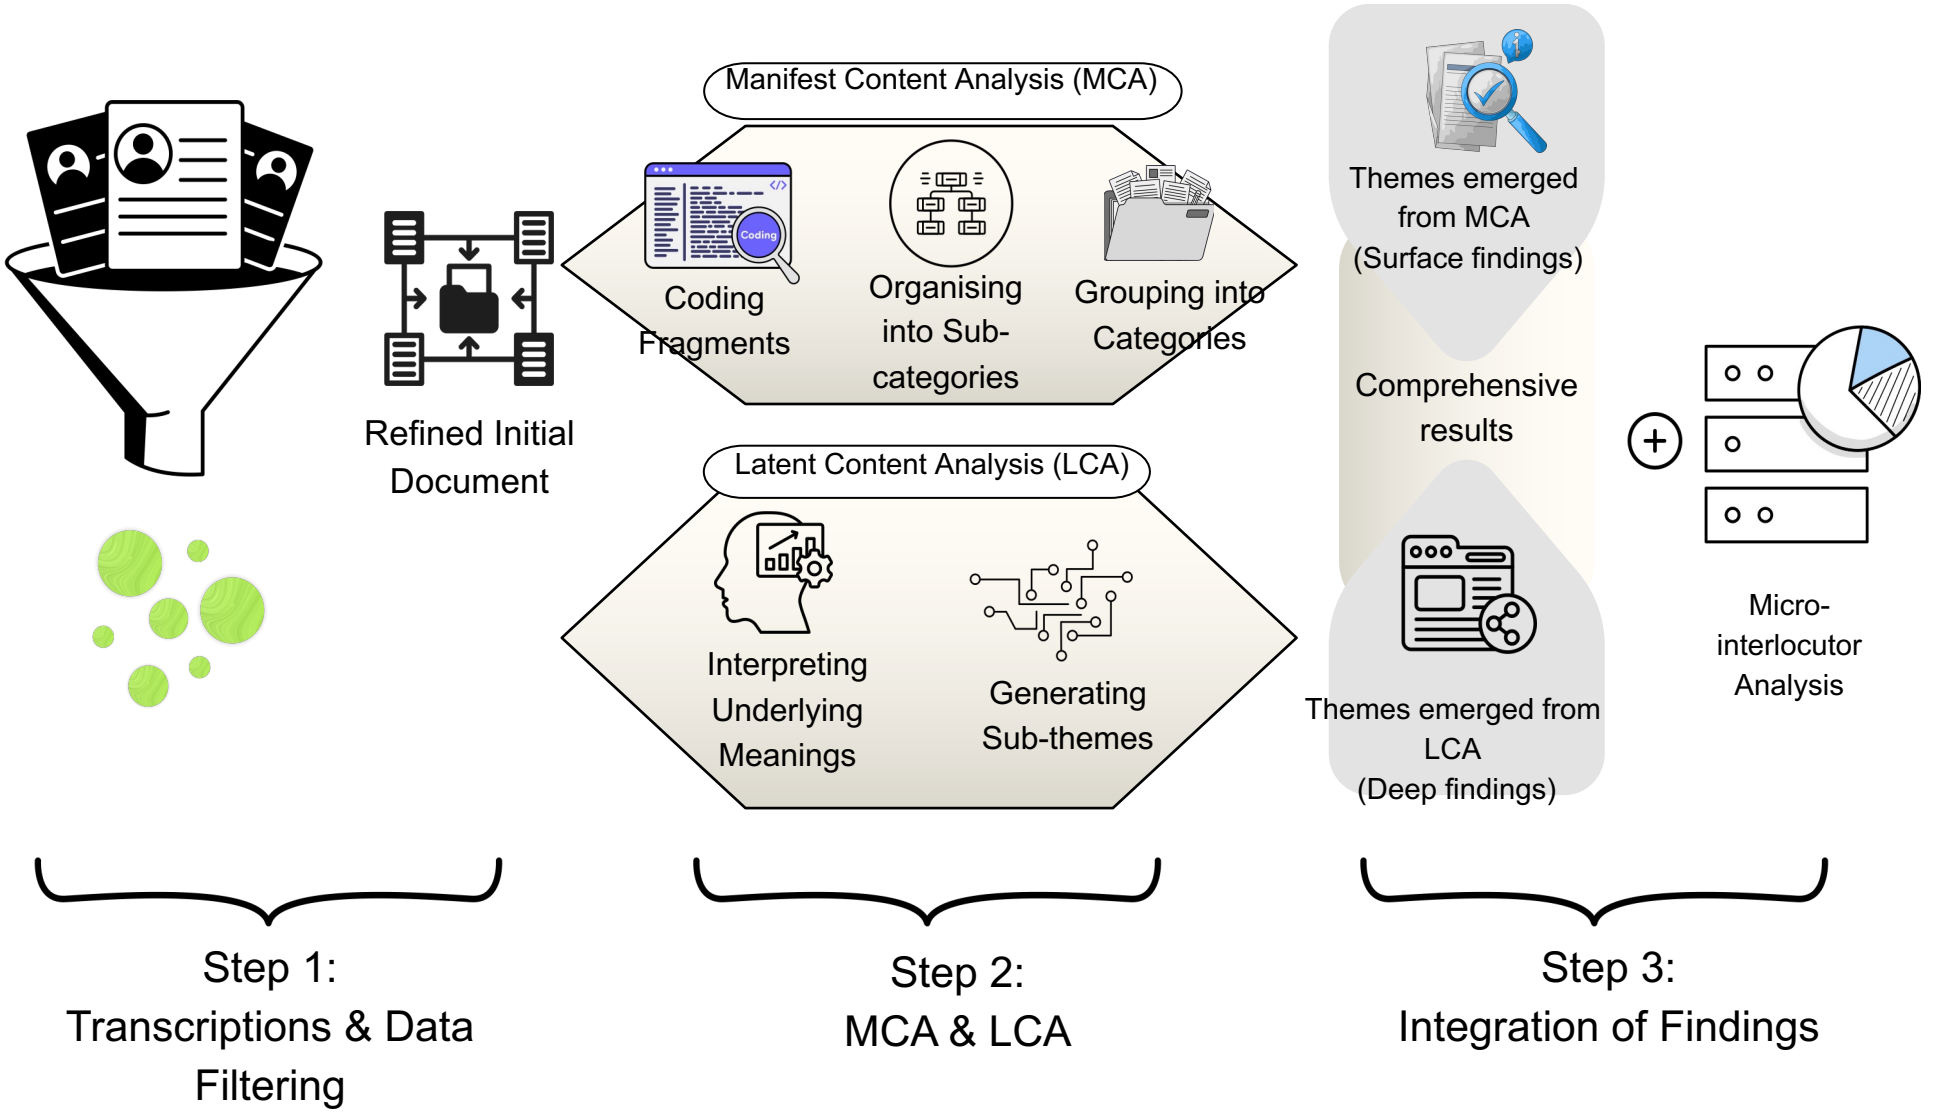 Refined Initial
Document
Manifest Content Analysis (MCA)
</>
Coding
Coding
Fragments
Organising
into Sub-
categories
Grouping into
Categories
Latent Content Analysis (LCA)
Interpreting
Underlying
Meanings
Generating
Sub-themes
i
Themes emerged
from MCA
(Surface findings)
Comprehensive
results
Themes emerged from
LCA
(Deep findings)
+
Micro-
interlocutor
Analysis
Step 1:
Transcriptions & Data
Filtering
Step 2:
MCA & LCA
Step 3:
Integration of Findings